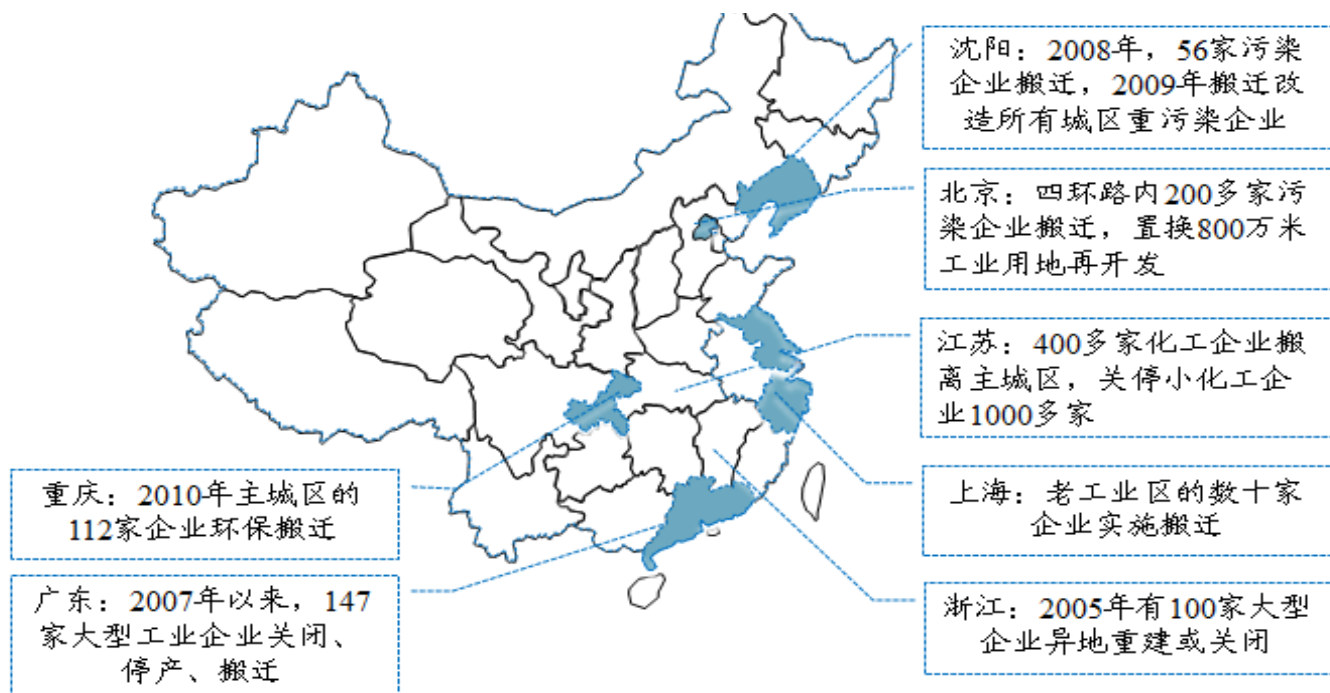 沈阳：2008年，56家污染
企业搬迁，2009年搬迁改
造所有城区重污染企业
北京：四环路内200多家污
染企业搬迁，置换800万米
工业用地再开发
江苏：400多家化工企业搬
离主城区，关停小化工企
业1000多家
上海：老工业区的数十家
企业实施搬迁
浙江：2005年有100家大型
企业异地重建或关闭
重庆：2010年主城区的
112家企业环保搬迁
广东：2007年以来，147
家大型工业企业关闭、
停产、搬迁